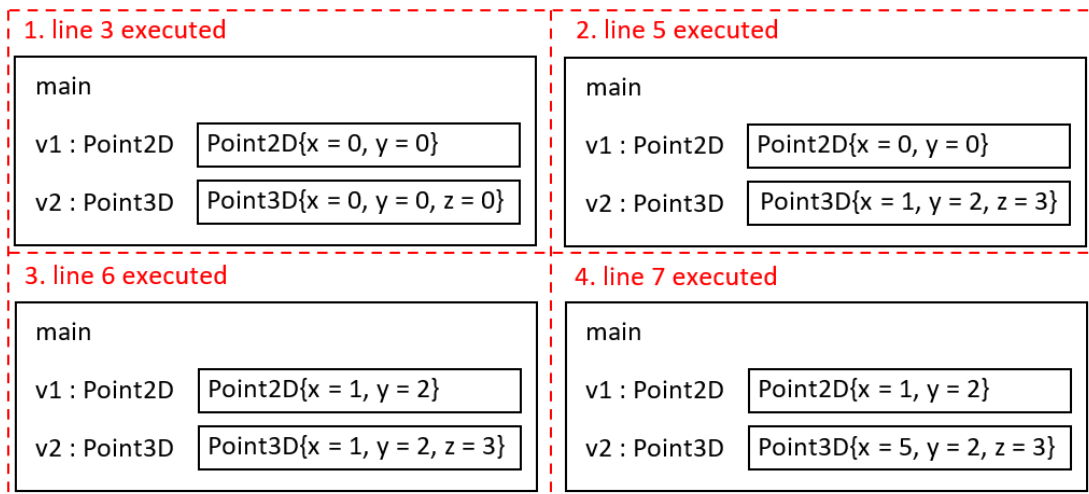 1. line 3 executed
main
v1 : Point2D Point2D{x = 0, y = 0}
v2 : Point3D Point3D{x = 0, y = 0, z = 0}
2. line 5 executed
main
v1 : Point2D Point2D{x = 0, y = 0}
v2 : Point3D Point3D{x = 1, y = 2, z = 3}
3. line 6 executed
main
v1 : Point2D Point2D{x = 1, y = 2}
v2 : Point3D Point3D{x = 1, y = 2, z = 3}
4. line 7 executed
main
v1 : Point2D Point2D{x = 1, y = 2}
v2 : Point3D Point3D{x = 5, y = 2, z = 3}